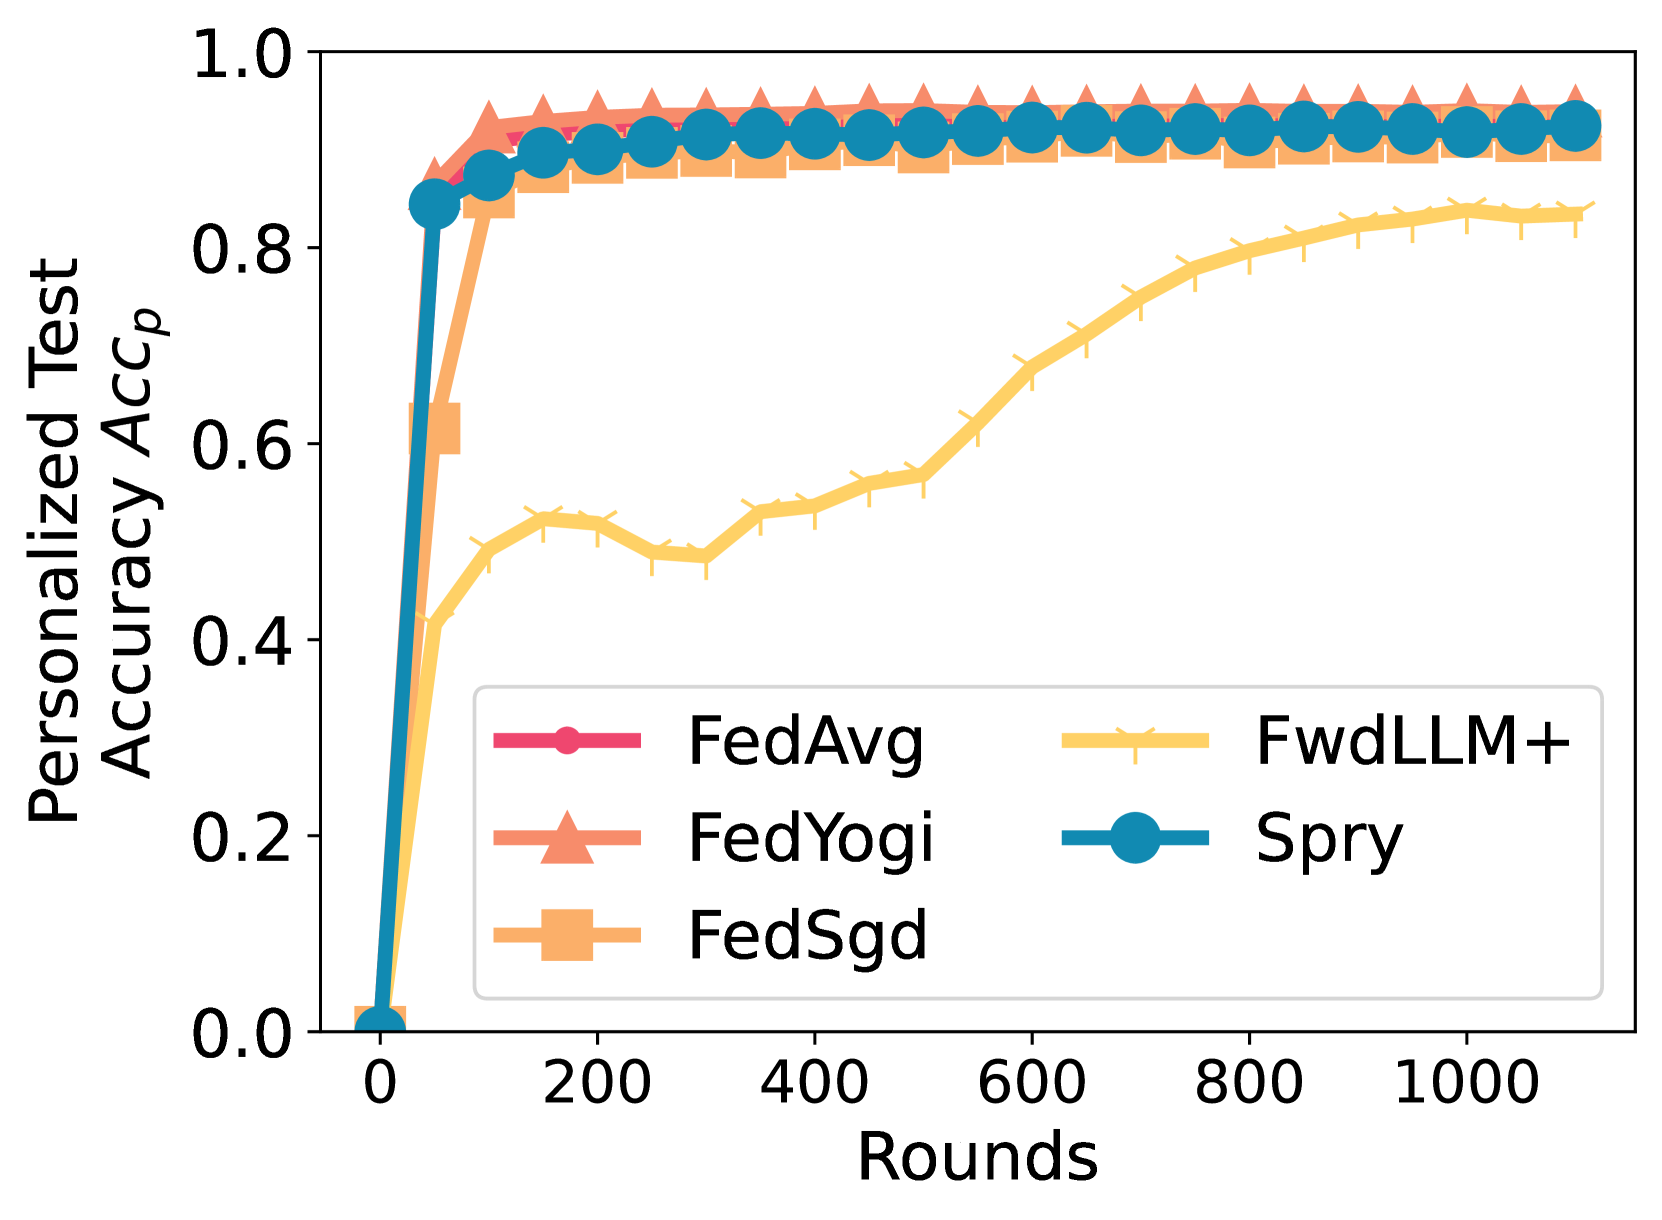 Personalized Test
Accuracy Acc_p
1.0
0.8
0.6
0.4
0.2
0.0
FedAvg
FedYogi
FedSgd
FwdLLM+
Spry
0 200 400 600 800 1000
Rounds